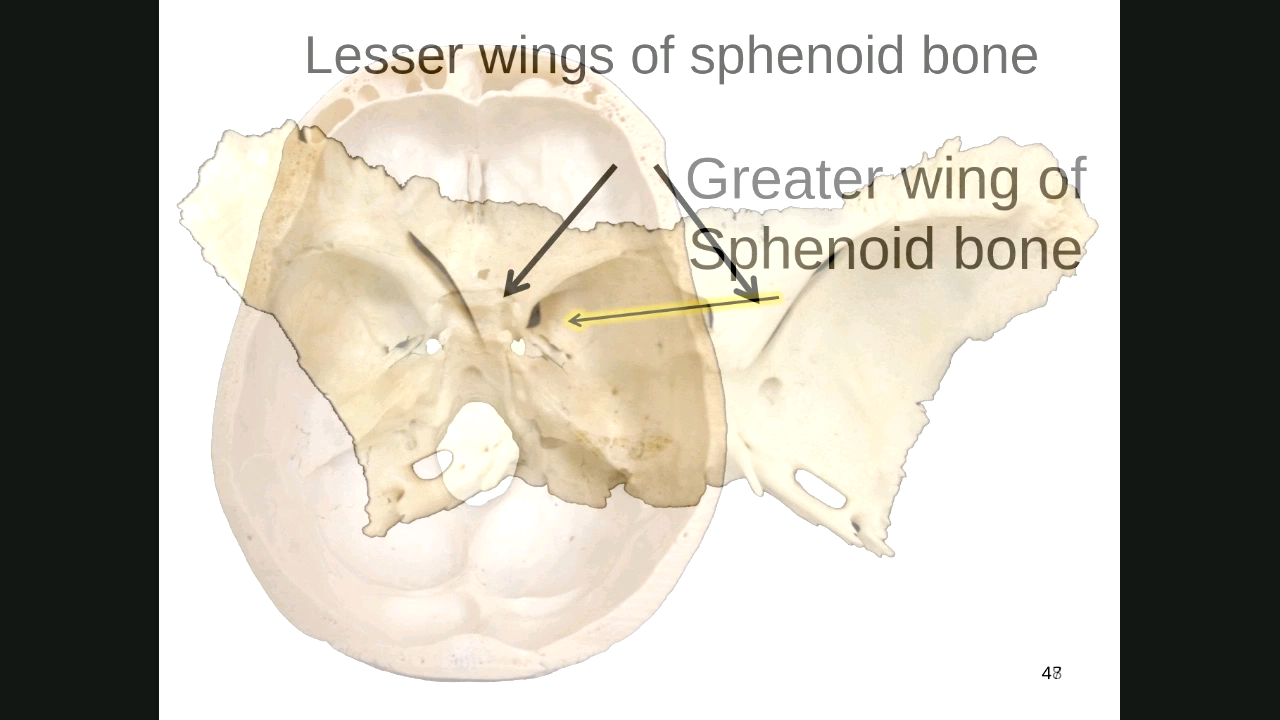 Lesser wings of sphenoid bone
Greater wing of
Sphenoid bone